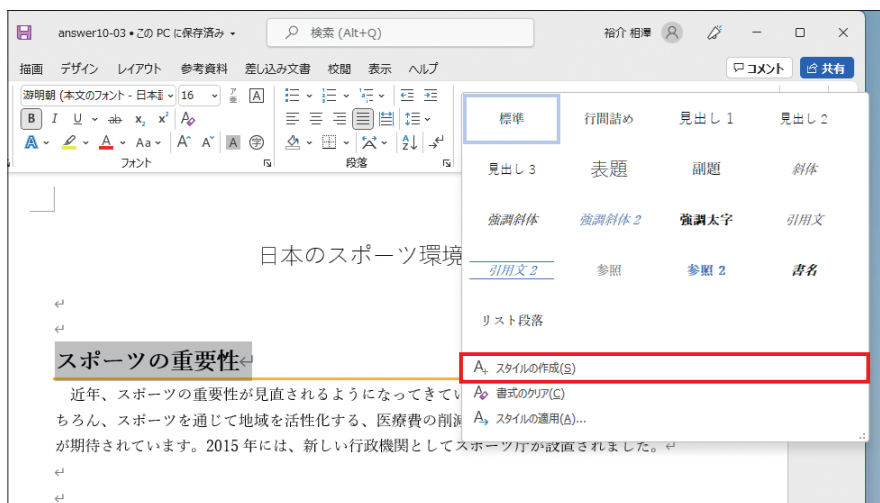 answer10-03 • この PC に保存済み
検索 (Alt+Q)
裕介 相澤
描画 デザイン レイアウト 参考資料 差し込み文書 校閲 表示 ヘルプ
コメント 共有
游明朝 (本文のフォント - 日本語 16
ア亜 A
B I U ab x₂ x² A
A A Aa A A A 字
フォント
段落
標準 行間詰め 見出し 1 見出し 2
見出し 3 表題 副題 斜体
強調斜体 強調斜体 2 強調太字 引用文
引用文 2 参照 参照 2 書名
リスト段落
スタイルの作成(S)
書式のクリア(C)
スタイルの適用(A)...
日本のスポーツ環境
スポーツの重要性
近年、スポーツの重要性が見直されるようになってきてい
ちろん、スポーツを通じて地域を活性化する、医療費の削減
が期待されています。2015 年には、新しい行政機関としてスポーツ庁が設置されました。